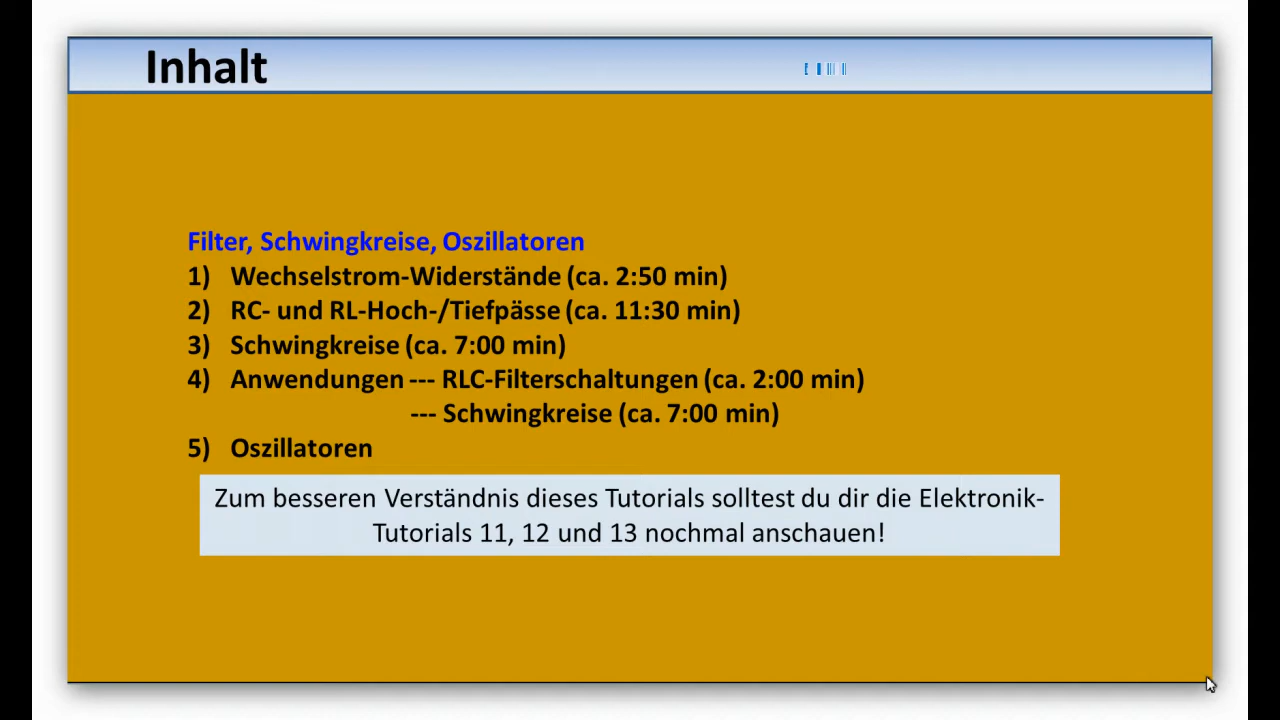 Inhalt
Filter, Schwingkreise, Oszillatoren
1) Wechselstrom-Widerstände (ca. 2:50 min)
2) RC- und RL-Hoch-/Tiefpässe (ca. 11:30 min)
3) Schwingkreise (ca. 7:00 min)
4) Anwendungen --- RLC-Filterschaltungen (ca. 2:00 min)
--- Schwingkreise (ca. 7:00 min)
5) Oszillatoren
Zum besseren Verständnis dieses Tutorials solltest du dir die Elektronik-
Tutorials 11, 12 und 13 nochmal anschauen!